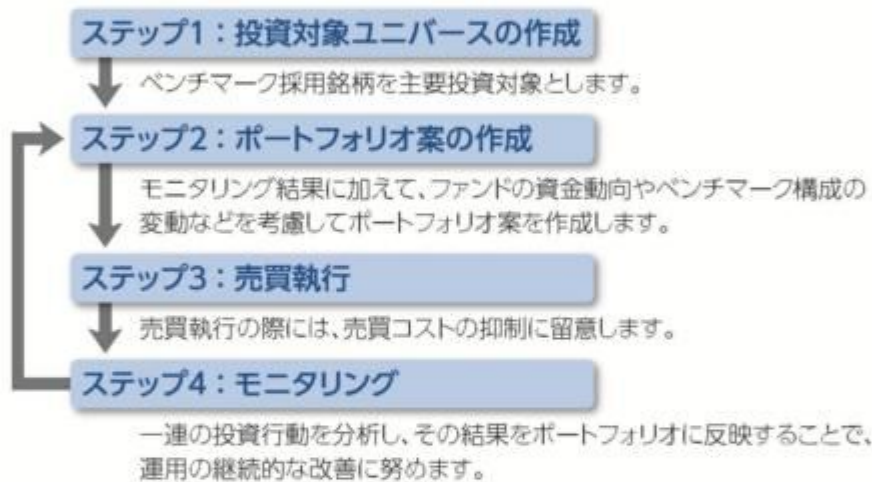 ステップ1：投資対象ユニバースの作成
ベンチマーク採用銘柄を主要投資対象とします。
ステップ2：ポートフォリオ案の作成
モニタリング結果に加えて、ファンドの資金動向やベンチマーク構成の
変動などを考慮してポートフォリオ案を作成します。
ステップ3：売買執行
売買執行の際には、売買コストの抑制に留意します。
ステップ4：モニタリング
一連の投資行動を分析し、その結果をポートフォリオに反映することで、
運用の継続的な改善に努めます。